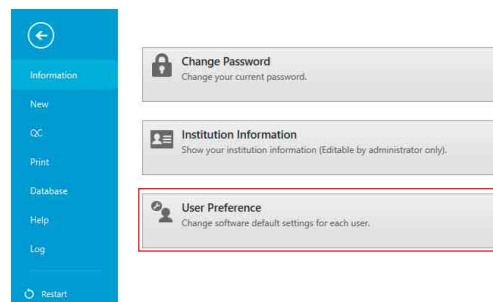 Information
New
QC
Print
Database
Help
Log
Restart
Change Password
Change your current password.
Institution Information
Show your institution information (Editable by administrator only).
User Preference
Change software default settings for each user.